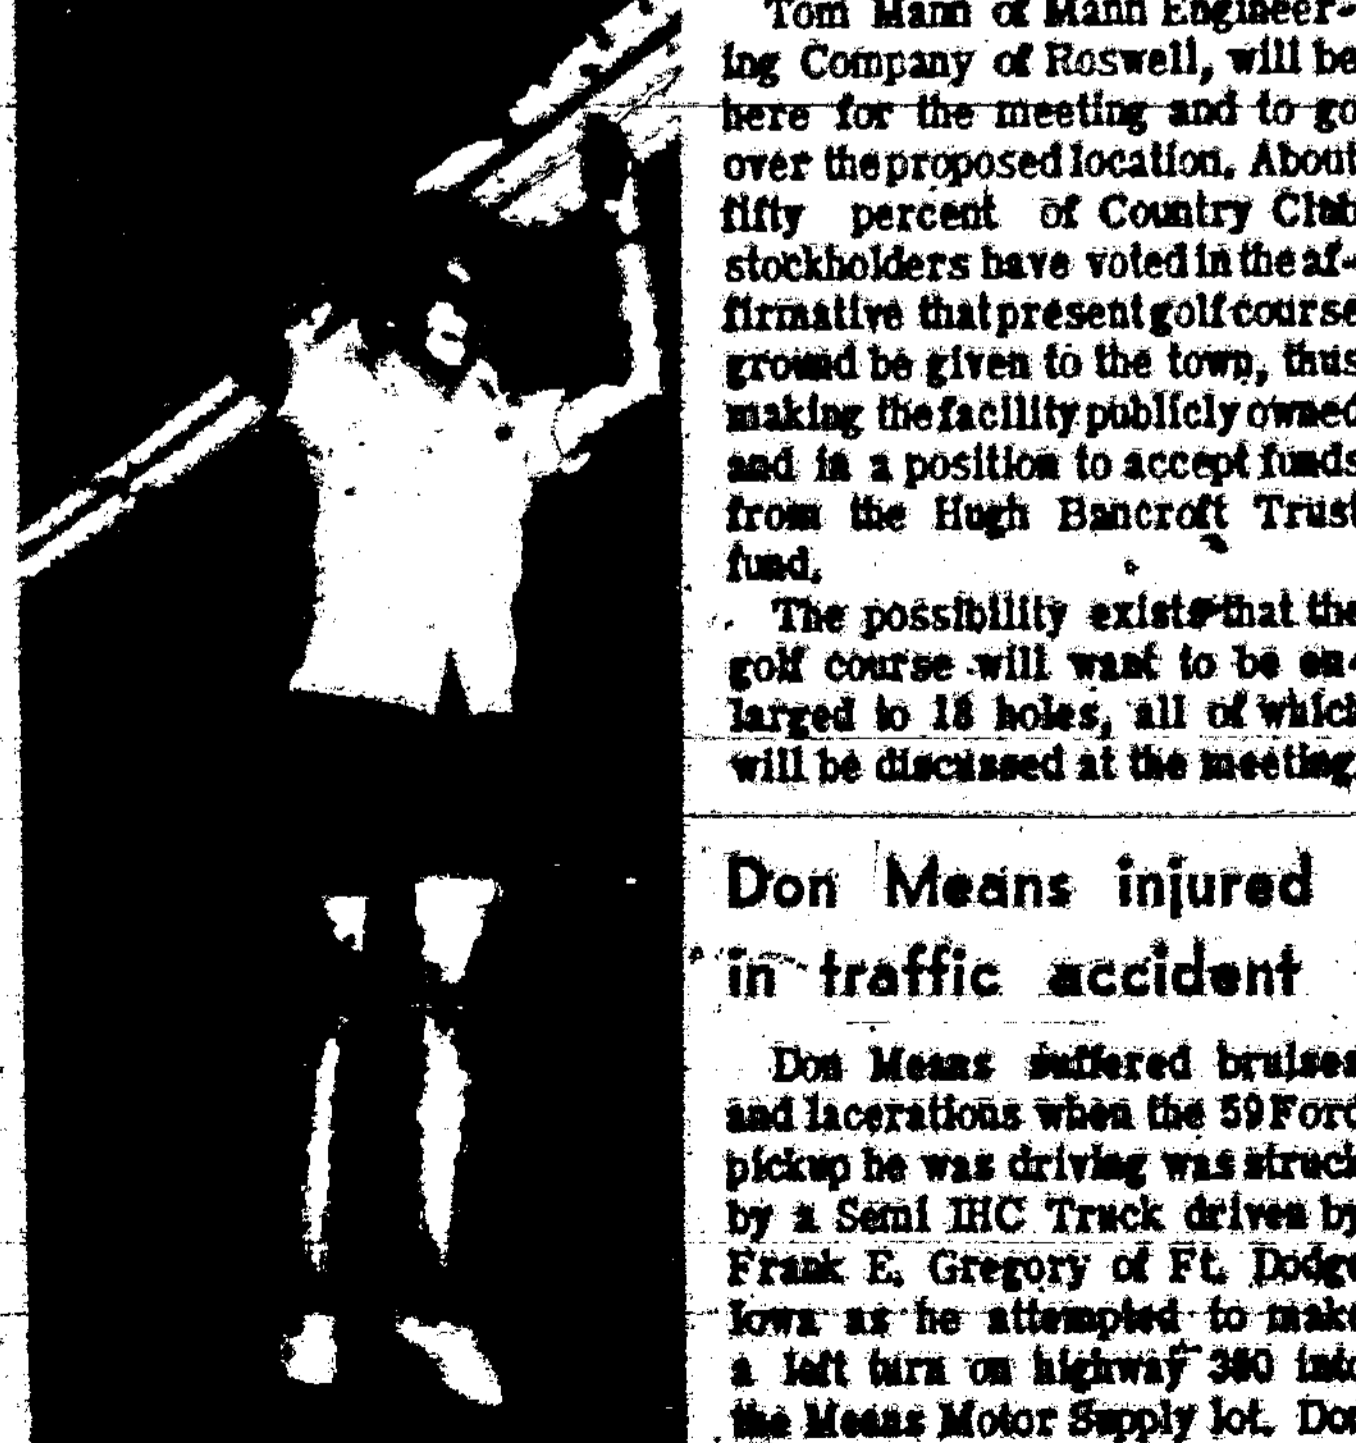 Tom Mann of Mann Engineer-
ing Company of Roswell, will be
here for the meeting and to go
over the proposed location. About
fifty percent of Country Club
stockholders have voted in the af-
firmative that present golf course
ground be given to the town, thus
making the facility publicly owned
and in a position to accept funds
from the Hugh Bancroft Trust
fund.
The possibility exists that the
golf course will want to be en-
larged to 18 holes, all of which
will be discussed at the meeting.
Don Means injured
in traffic accident
Don Means suffered bruises
and lacerations when the 59 Ford
pickup he was driving was struck
by a Semi IHC Truck driven by
Frank E. Gregory of Ft. Dodge
Iowa as he attempted to make
a left turn on highway 380 into
the Means Motor Supply lot. Don